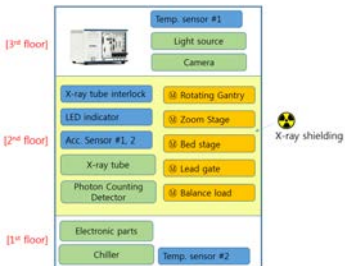 Temp. sensor #1
[3rd floor]
Light source
Camera
X-ray tube interlock
Ⓜ Rotating Gantry
LED indicator
Ⓜ Zoom Stage
[2nd floor]
Acc. Sensor #1, 2
Ⓜ Bed stage
X-ray shielding
X-ray tube
Ⓜ Lead gate
Photon Counting
Detector
Ⓜ Balance load
[1st floor]
Electronic parts
Chiller
Temp. sensor #2